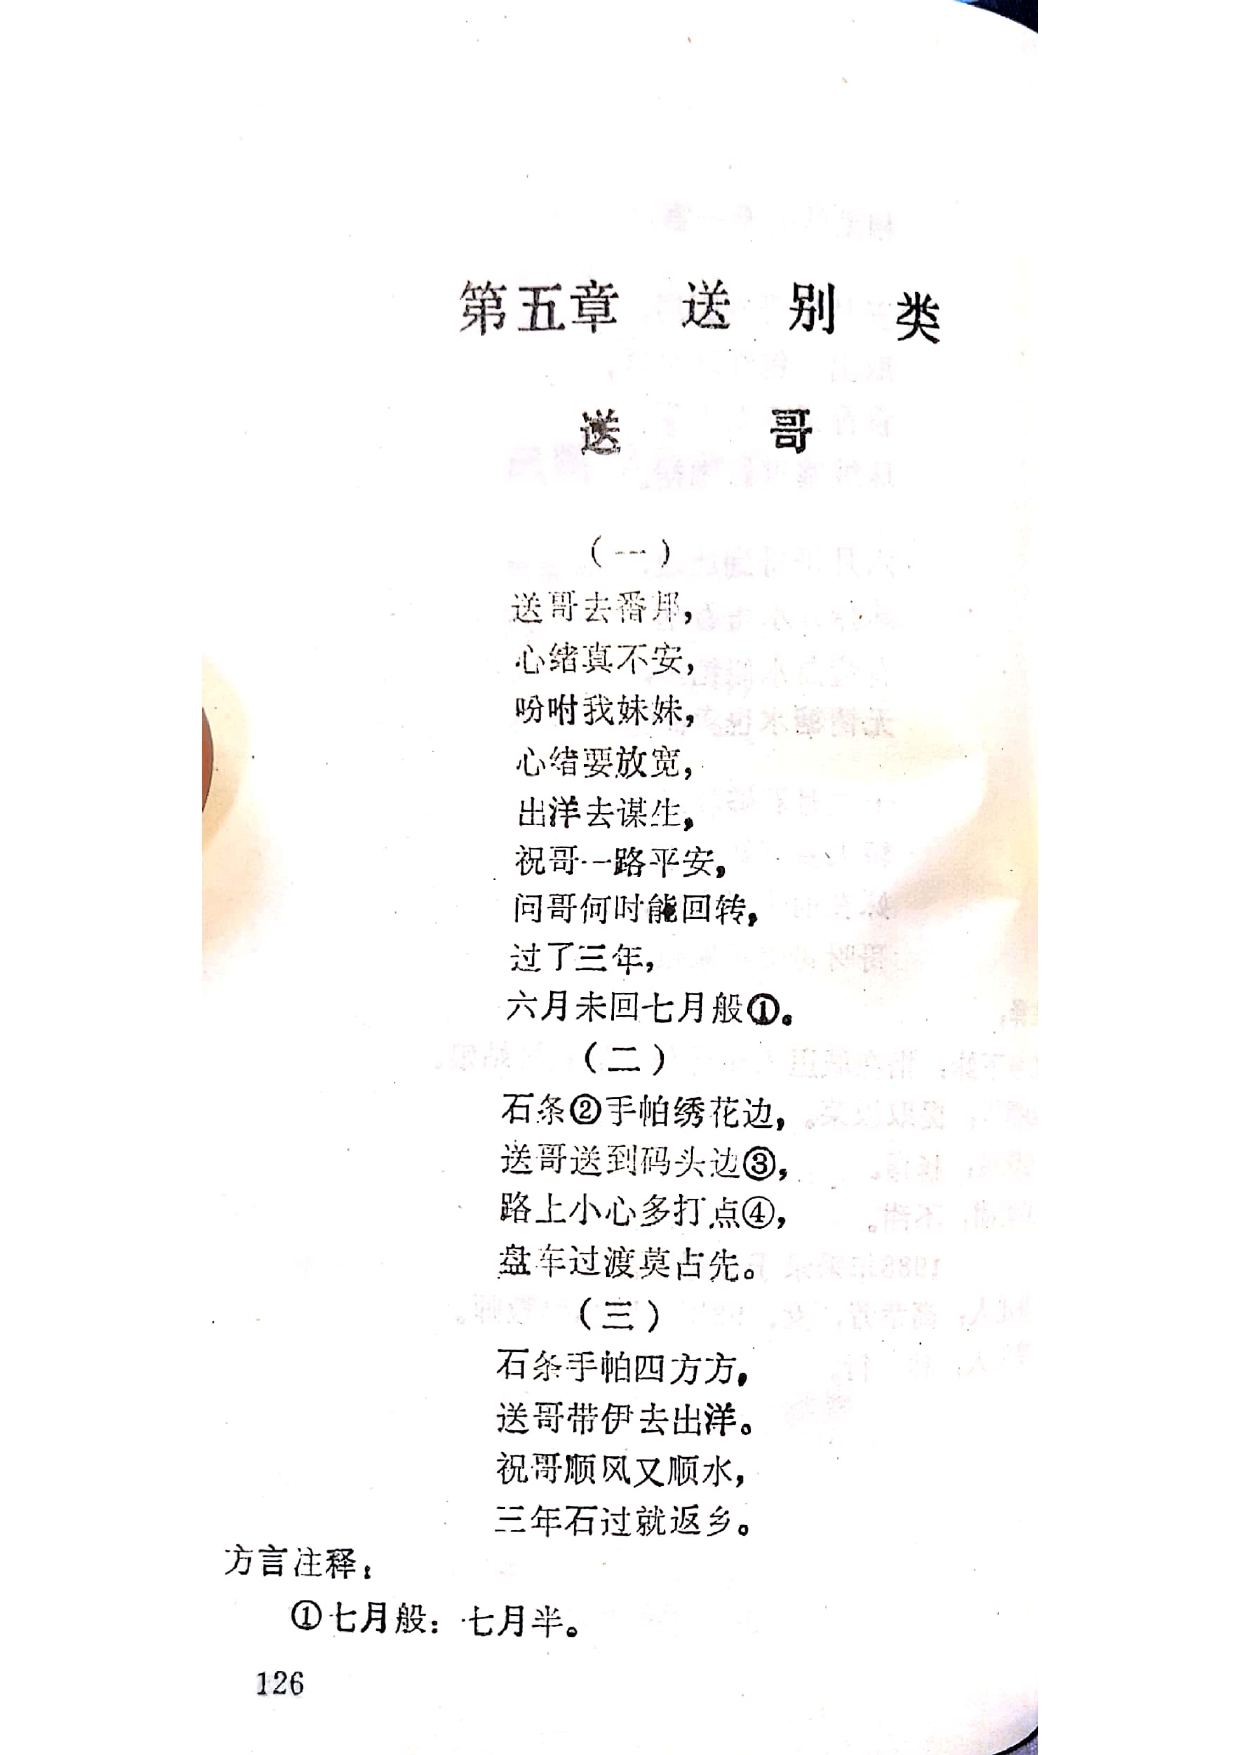 第五章 送别类
送 哥
（一）
送哥去番邦，
心绪真不安，
吩咐我妹妹，
心绪要放宽，
出洋去谋生，
祝哥一路平安，
问哥何时能回转，
过了三年，
六月未回七月般①。
（二）
石条②手帕绣花边，
送哥送到码头边③，
路上小心多打点④，
盘车过渡莫占先。
（三）
石条手帕四方方，
送哥带伊去出洋。
祝哥顺风又顺水，
三年石过就返乡。
方言注释：
①七月般：七月半。
126